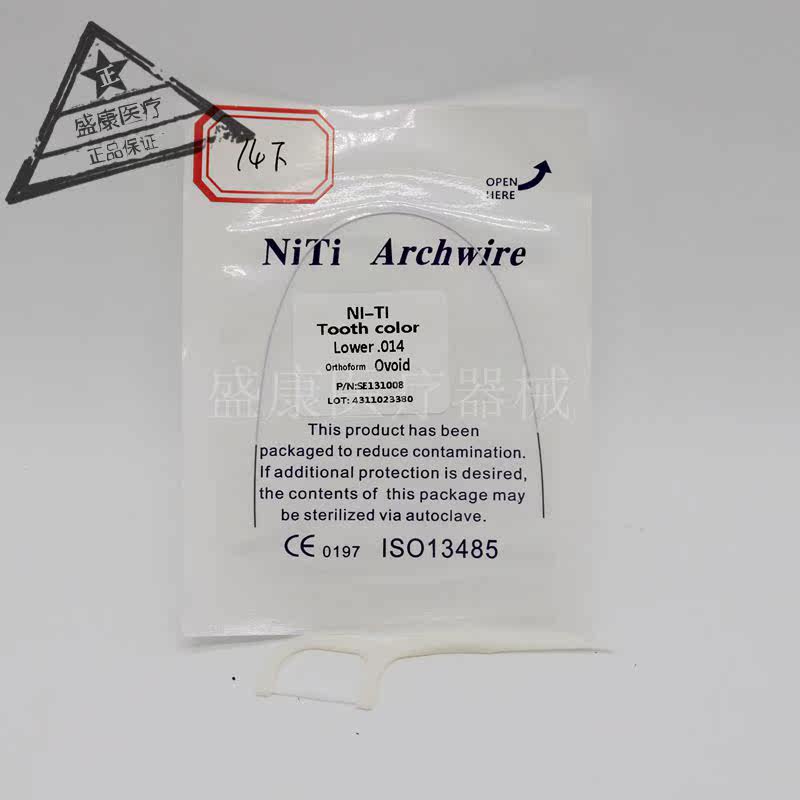 正
盛康医疗
正品保证
14下
OPEN
HERE
NiTi Archwire
NI-TI
Tooth color
Lower .014
Orthoform Ovoid
P/N:SE131008
LOT: 4311023380
盛康医疗器械
This product has been
packaged to reduce contamination.
If additional protection is desired,
the contents of this package may
be sterilized via autoclave.
CE 0197 ISO13485